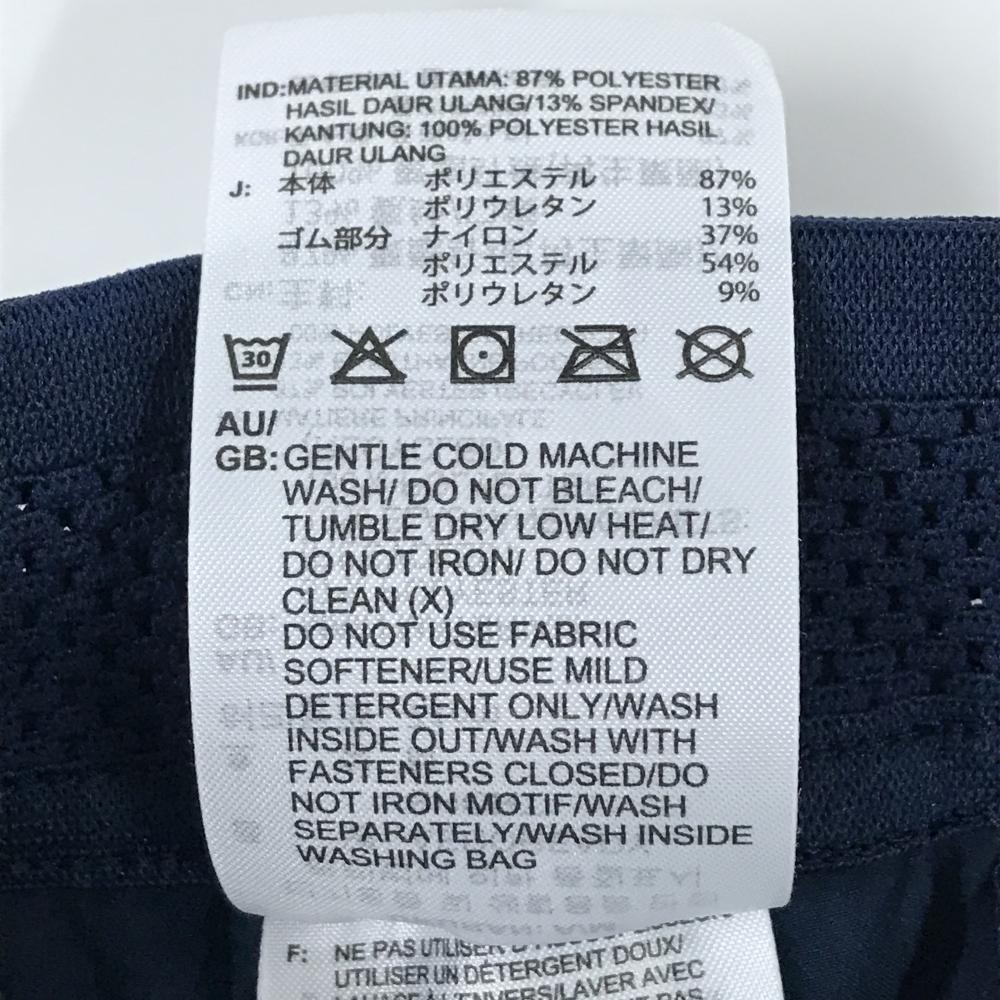 IND:MATERIAL UTAMA: 87% POLYESTER
HASIL DAUR ULANG/13% SPANDEX/
KANTUNG: 100% POLYESTER HASIL
DAUR ULANG
J: 本体 ポリエステル 87%
ポリウレタン 13%
ゴム部分 ナイロン 37%
ポリエステル 54%
ポリウレタン 9%
30
AU/
GB:GENTLE COLD MACHINE
WASH/ DO NOT BLEACH/
TUMBLE DRY LOW HEAT/
DO NOT IRON/ DO NOT DRY
CLEAN (X)
DO NOT USE FABRIC
SOFTENER/USE MILD
DETERGENT ONLY/WASH
INSIDE OUT/WASH WITH
FASTENERS CLOSED/DO
NOT IRON MOTIF/WASH
SEPARATELY/WASH INSIDE
WASHING BAG
F: NE PAS UTILISER
UTILISER UN DÉTERGENT DOUX/
L'ENVERS/LAVER AVEC